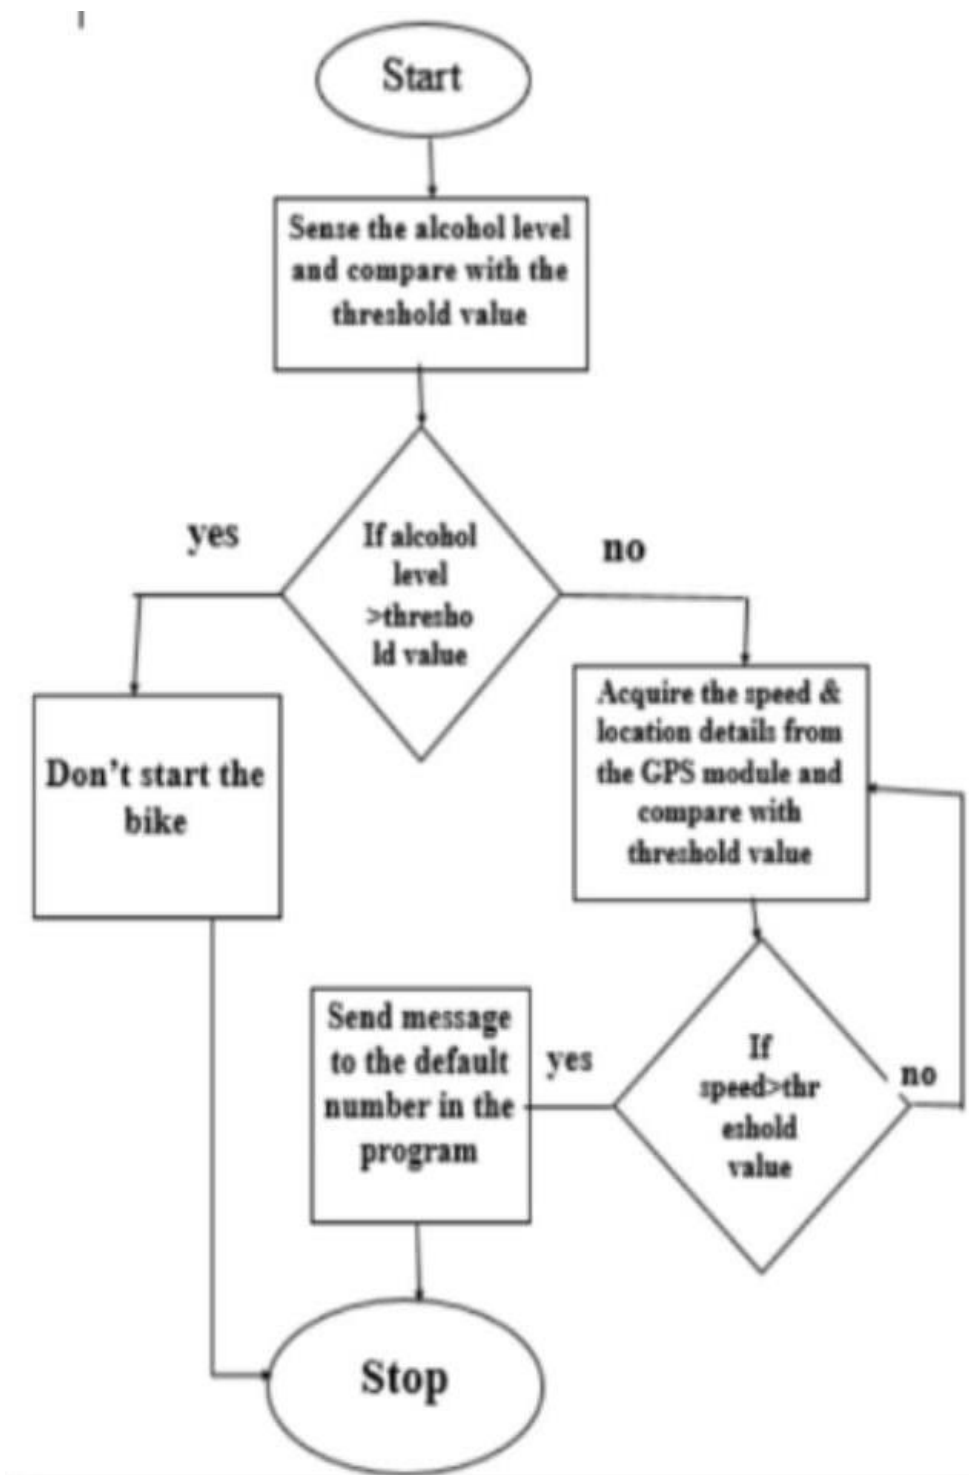 Start
Sense the alcohol level
and compare with the
threshold value
yes
If alcohol
level
>thresho
ld value
no
Don't start the
bike
Acquire the speed &
location details from
the GPS module and
compare with
threshold value
Send message
to the default
number in the
program
yes
If
speed>thr
eshold
value
no
Stop